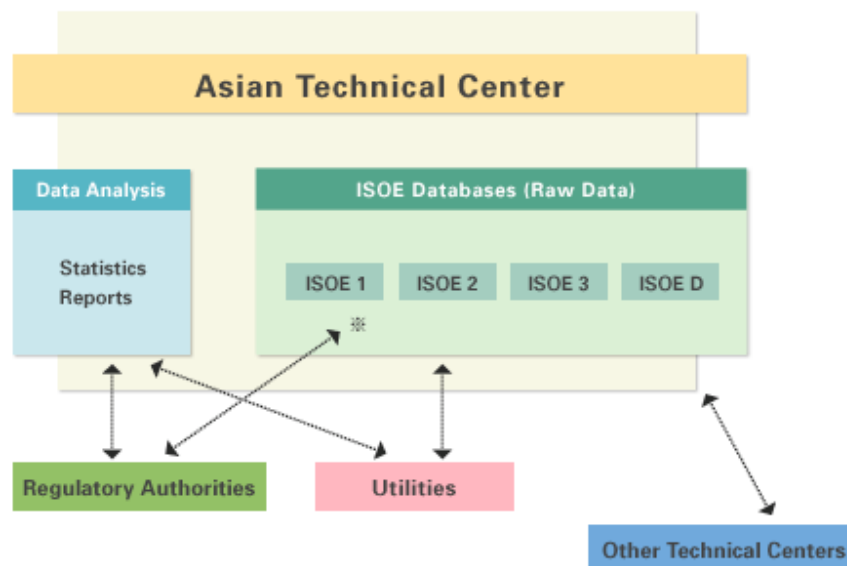 Asian Technical Center
Data Analysis
ISOE Databases (Raw Data)
Statistics
Reports
ISOE 1
ISOE 2
ISOE 3
ISOE D
※
Regulatory Authorities
Utilities
Other Technical Centers